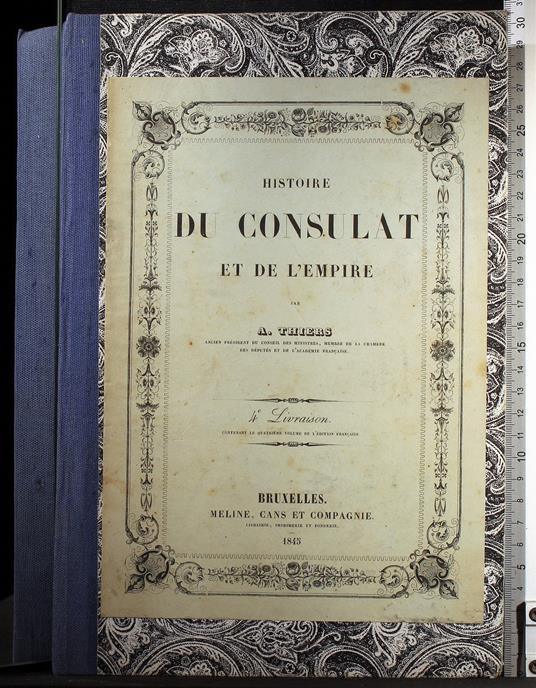 HISTOIRE
DU CONSULAT
ET DE L'EMPIRE
PAR
A. THIERS
ANCIEN PRÉSIDENT DU CONSEIL DES MINISTRES, MEMBRE DE LA CHAMBRE
DES DÉPUTÉS ET DE L'ACADÉMIE FRANÇAISE.
4e Livraison.
CONTENANT LE QUATRIÈME VOLUME DE L'ÉDITION FRANÇAISE
BRUXELLES.
MELINE, CANS ET COMPAGNIE.
LIBRAIRIE, IMPRIMERIE ET FONDERIE.
1845